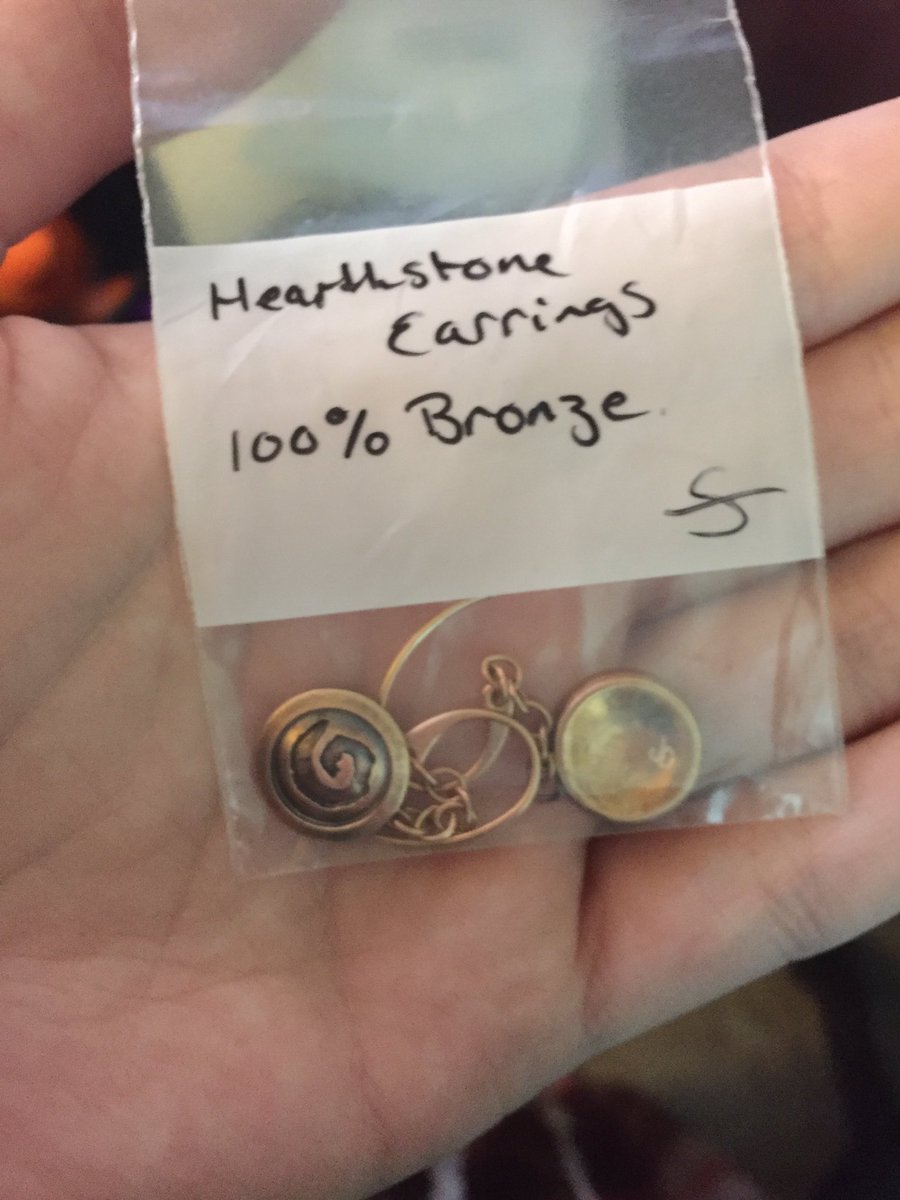 Hearthstone
Earrings
100% Bronze.